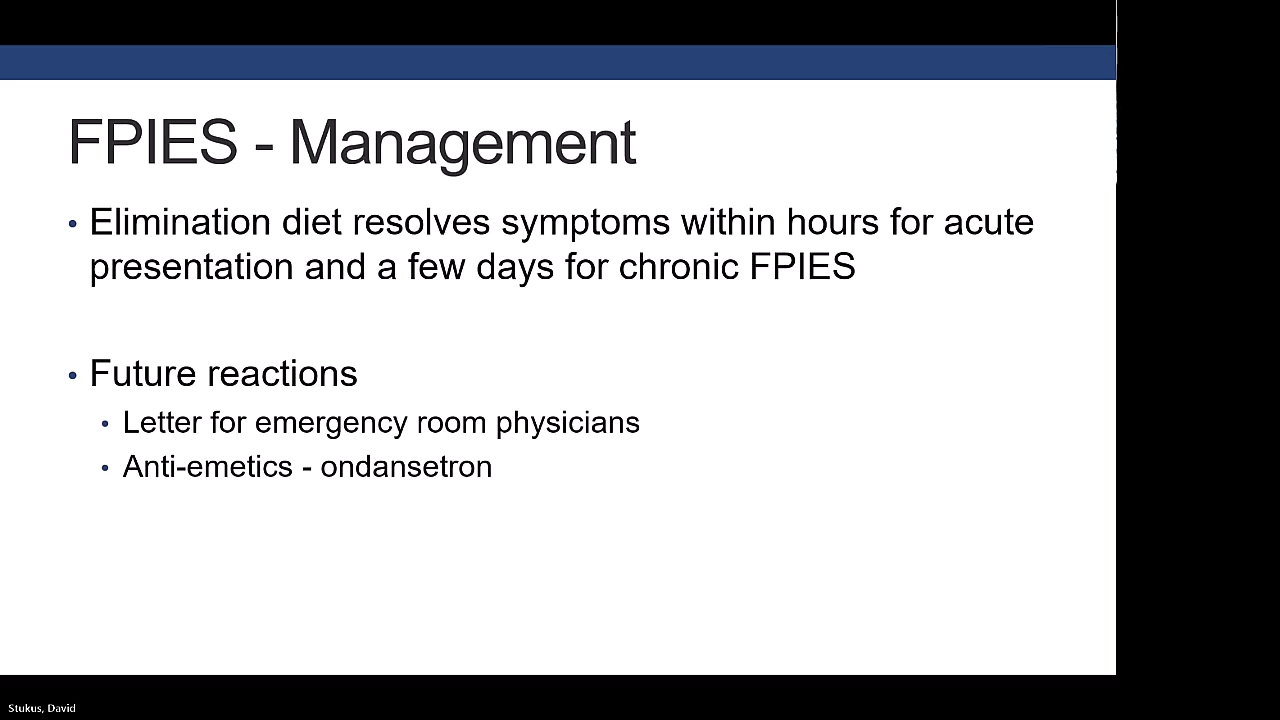 FPIES - Management
• Elimination diet resolves symptoms within hours for acute
presentation and a few days for chronic FPIES
• Future reactions
• Letter for emergency room physicians
• Anti-emetics - ondansetron
Stukus, David